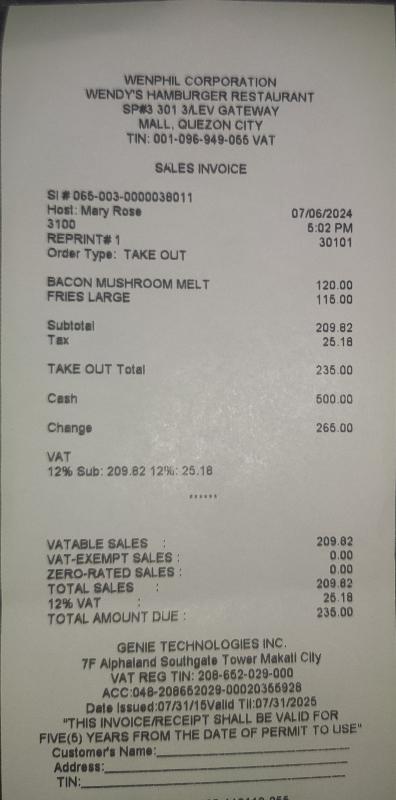 WENPHIL CORPORATION
WENDY'S HAMBURGER RESTAURANT
SP#3 301 3/LEV GATEWAY
MALL, QUEZON CITY
TIN: 001-096-949-055 VAT
SALES INVOICE
SI # 065-003-0000038011
Host: Mary Rose 07/06/2024
3100 5:02 PM
REPRINT# 1 30101
Order Type: TAKE OUT
BACON MUSHROOM MELT 120.00
FRIES LARGE 115.00
Subtotal 209.82
Tax 25.18
TAKE OUT Total 235.00
Cash 500.00
Change 265.00
VAT
12% Sub: 209.82 12%: 25.18
******
VATABLE SALES : 209.82
VAT-EXEMPT SALES : 0.00
ZERO-RATED SALES : 0.00
TOTAL SALES : 209.82
12% VAT : 25.18
TOTAL AMOUNT DUE : 235.00
GENIE TECHNOLOGIES INC.
7F Alphaland Southgate Tower Makati City
VAT REG TIN: 208-652-029-000
ACC:048-208652029-00020355928
Date Issued:07/31/15Valid Til:07/31/2025
"THIS INVOICE/RECEIPT SHALL BE VALID FOR
FIVE(5) YEARS FROM THE DATE OF PERMIT TO USE"
Customer's Name:
Address:
TIN: